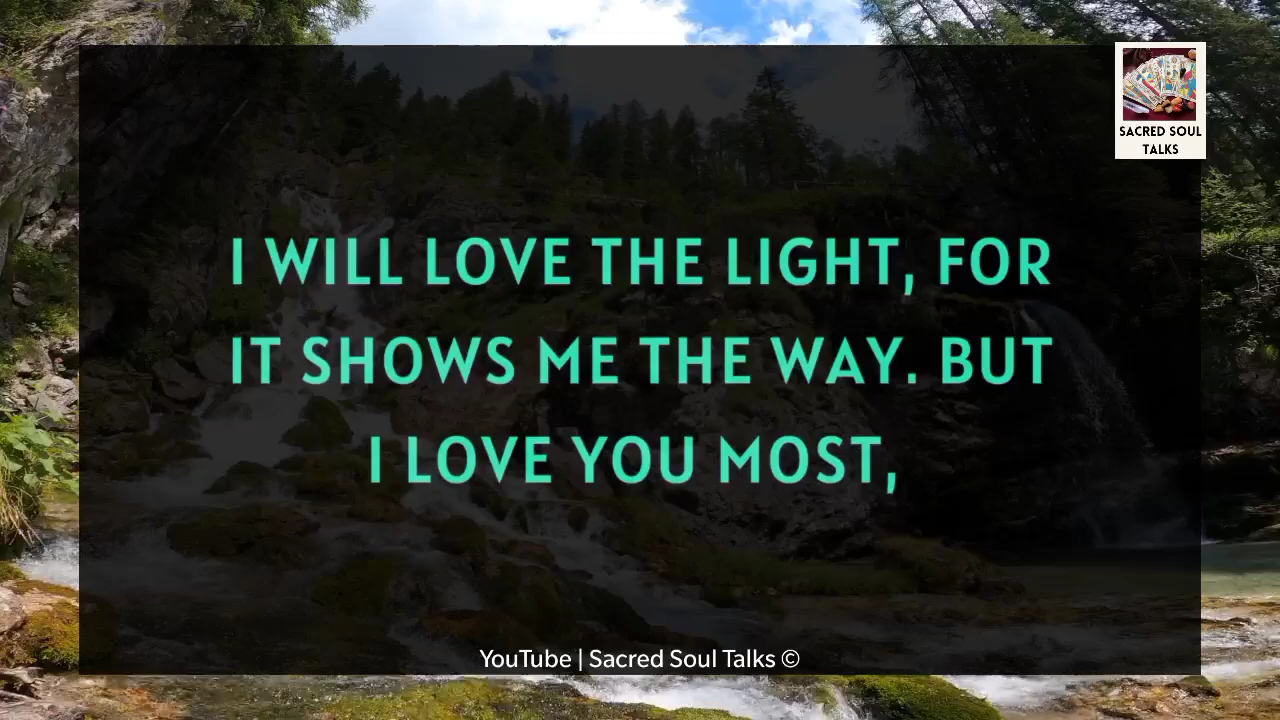 SACRED SOUL
TALKS
I WILL LOVE THE LIGHT, FOR
IT SHOWS ME THE WAY. BUT
I LOVE YOU MOST,
YouTube | Sacred Soul Talks ©